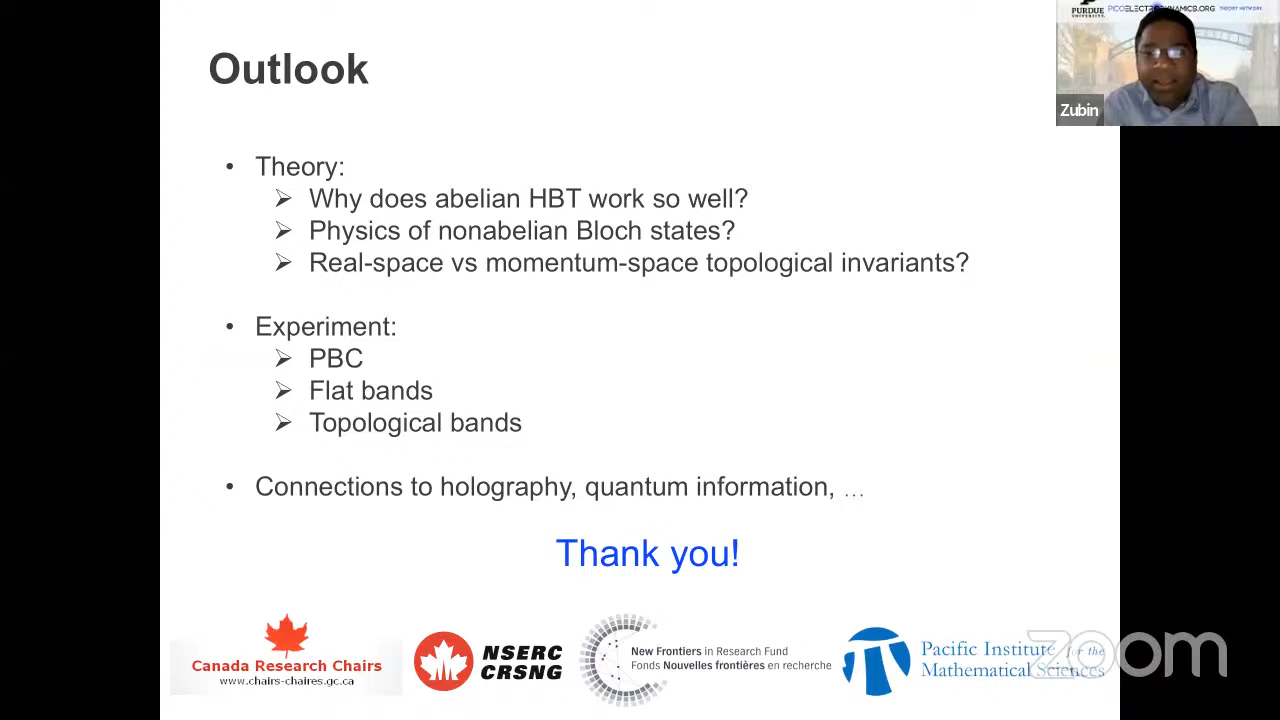 Outlook
• Theory:
➢ Why does abelian HBT work so well?
➢ Physics of nonabelian Bloch states?
➢ Real-space vs momentum-space topological invariants?
• Experiment:
➢ PBC
➢ Flat bands
➢ Topological bands
• Connections to holography, quantum information, …
Thank you!
Canada Research Chairs
www.chairs-chaires.gc.ca
NSERC
CRSNG
New Frontiers in Research Fund
Fonds Nouvelles frontières en recherche
Pacific Institute for the
Mathematical Sciences
zoom
PURDUE
UNIVERSITY
THEORY NETWORK
Zubin